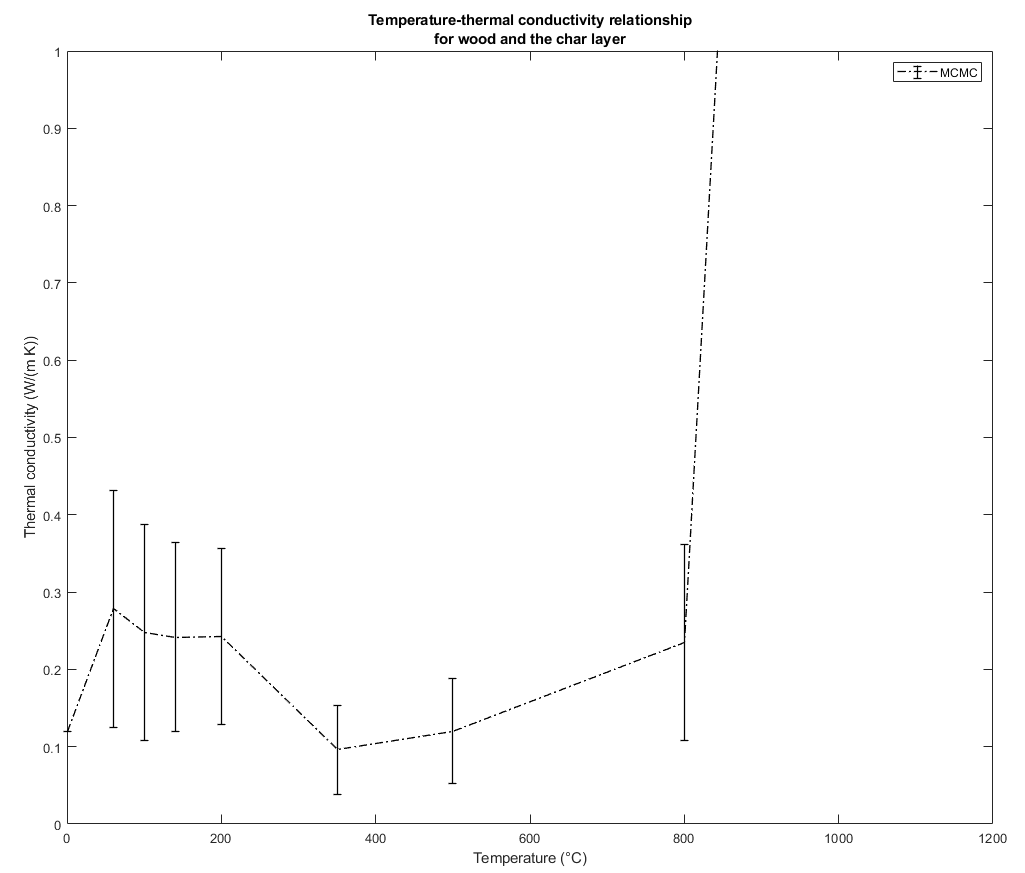 Temperature-thermal conductivity relationship
for wood and the char layer
MCMC
Thermal conductivity (W/(m K))
1
0.9
0.8
0.7
0.6
0.5
0.4
0.3
0.2
0.1
0
0 200 400 600 800 1000 1200
Temperature (°C)